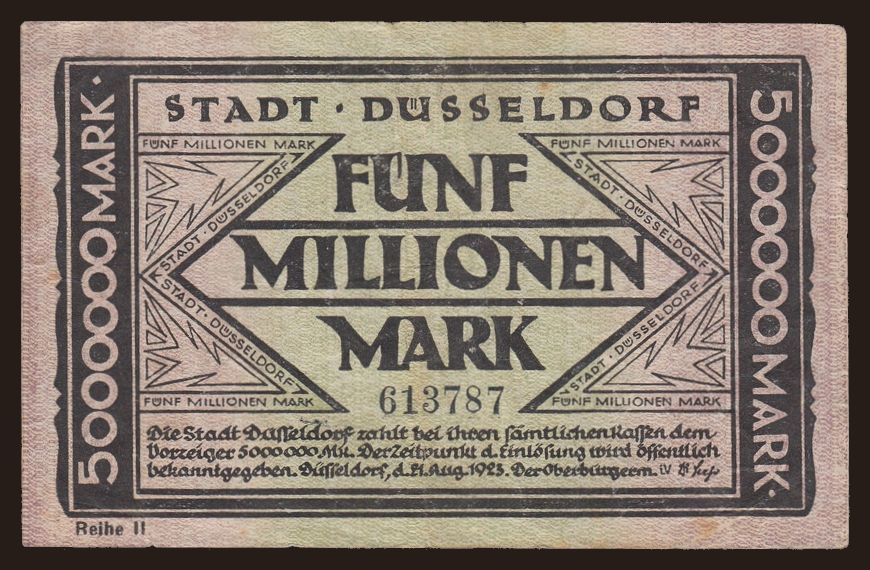 STADT · DÜSSELDORF
5000000 MARK ·
FÜNF MILLIONEN MARK
FÜNF MILLIONEN MARK
5000000 MARK ·
STADT · DÜSSELDORF
STADT · DÜSSELDORF
FÜNF
MILLIONEN
MARK
STADT · DÜSSELDORF
STADT · DÜSSELDORF
FÜNF MILLIONEN MARK
613787
FÜNF MILLIONEN MARK
Die Stadt Düsseldorf zahlt bei ihren sämtlichen Kassen dem
Vorzeiger 5000000 Mk. Der Zeitpunkt d. Einlösung wird öffentlich
bekanntgegeben. Düsseldorf, d. 21. Aug. 1923. Der Oberbürgerm. IV
Reihe II